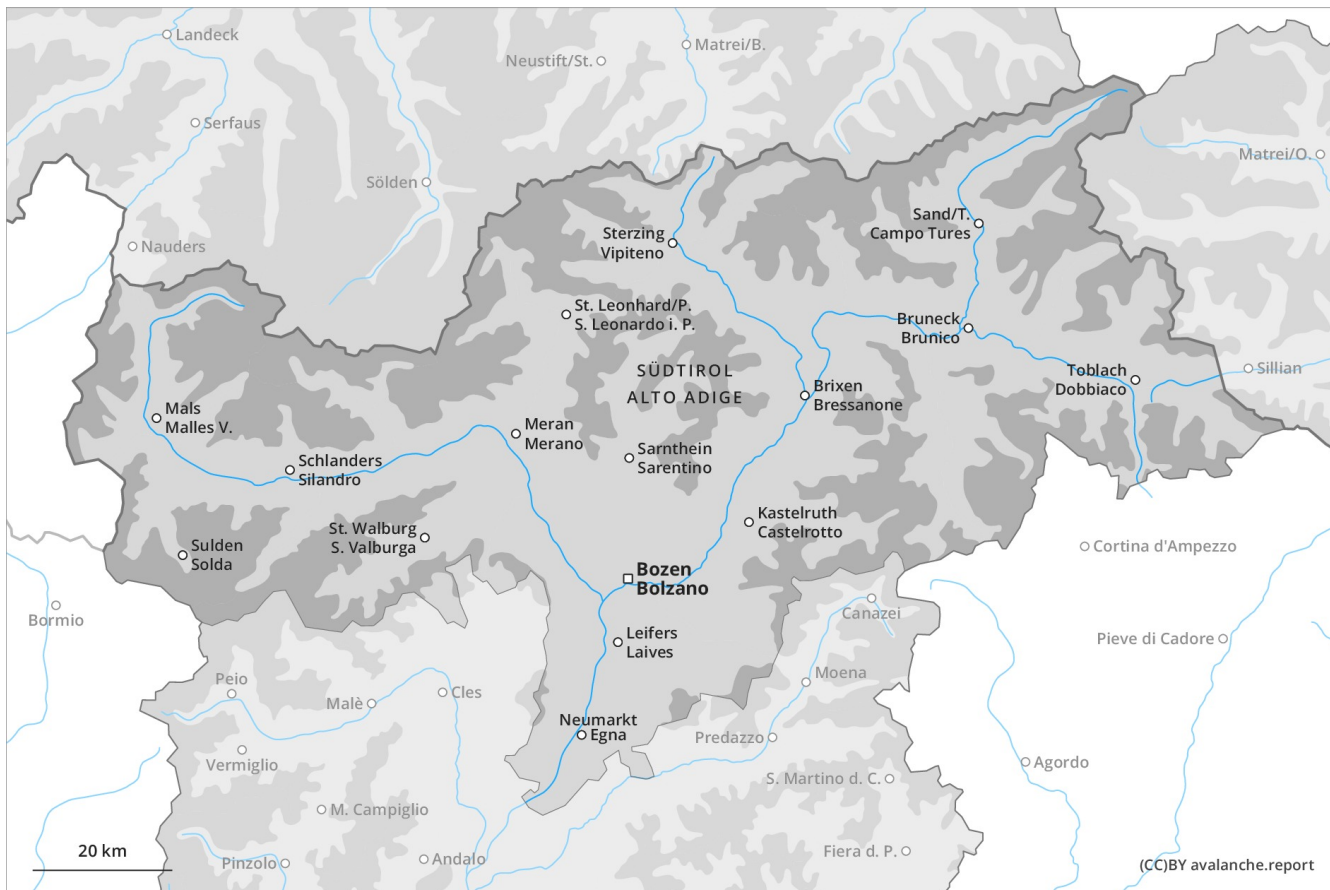 Landeck
Matrei/B.
Neustift/St.
Serfaus
Matrei/O.
Sölden
Sand/T.
Campo Tures
Nauders
Sterzing
Vipiteno
St. Leonhard/P.
S. Leonardo i. P.
Bruneck
Brunico
Toblach
Dobbiaco
Sillian
SÜDTIROL
ALTO ADIGE
Brixen
Bressanone
Mals
Malles V.
Meran
Merano
Schlanders
Silandro
Sarnthein
Sarentino
Kastelruth
Castelrotto
St. Walburg
S. Valburga
Sulden
Solda
Cortina d'Ampezzo
Bozen
Bolzano
Bormio
Canazei
Leifers
Laives
Pieve di Cadore
Peio
Malè
Cles
Moena
Neumarkt
Egna
Predazzo
Vermiglio
Agordo
S. Martino d. C.
M. Campiglio
20 km
Pinzolo
Andalo
Fiera d. P.
(CC)BY avalanche.report